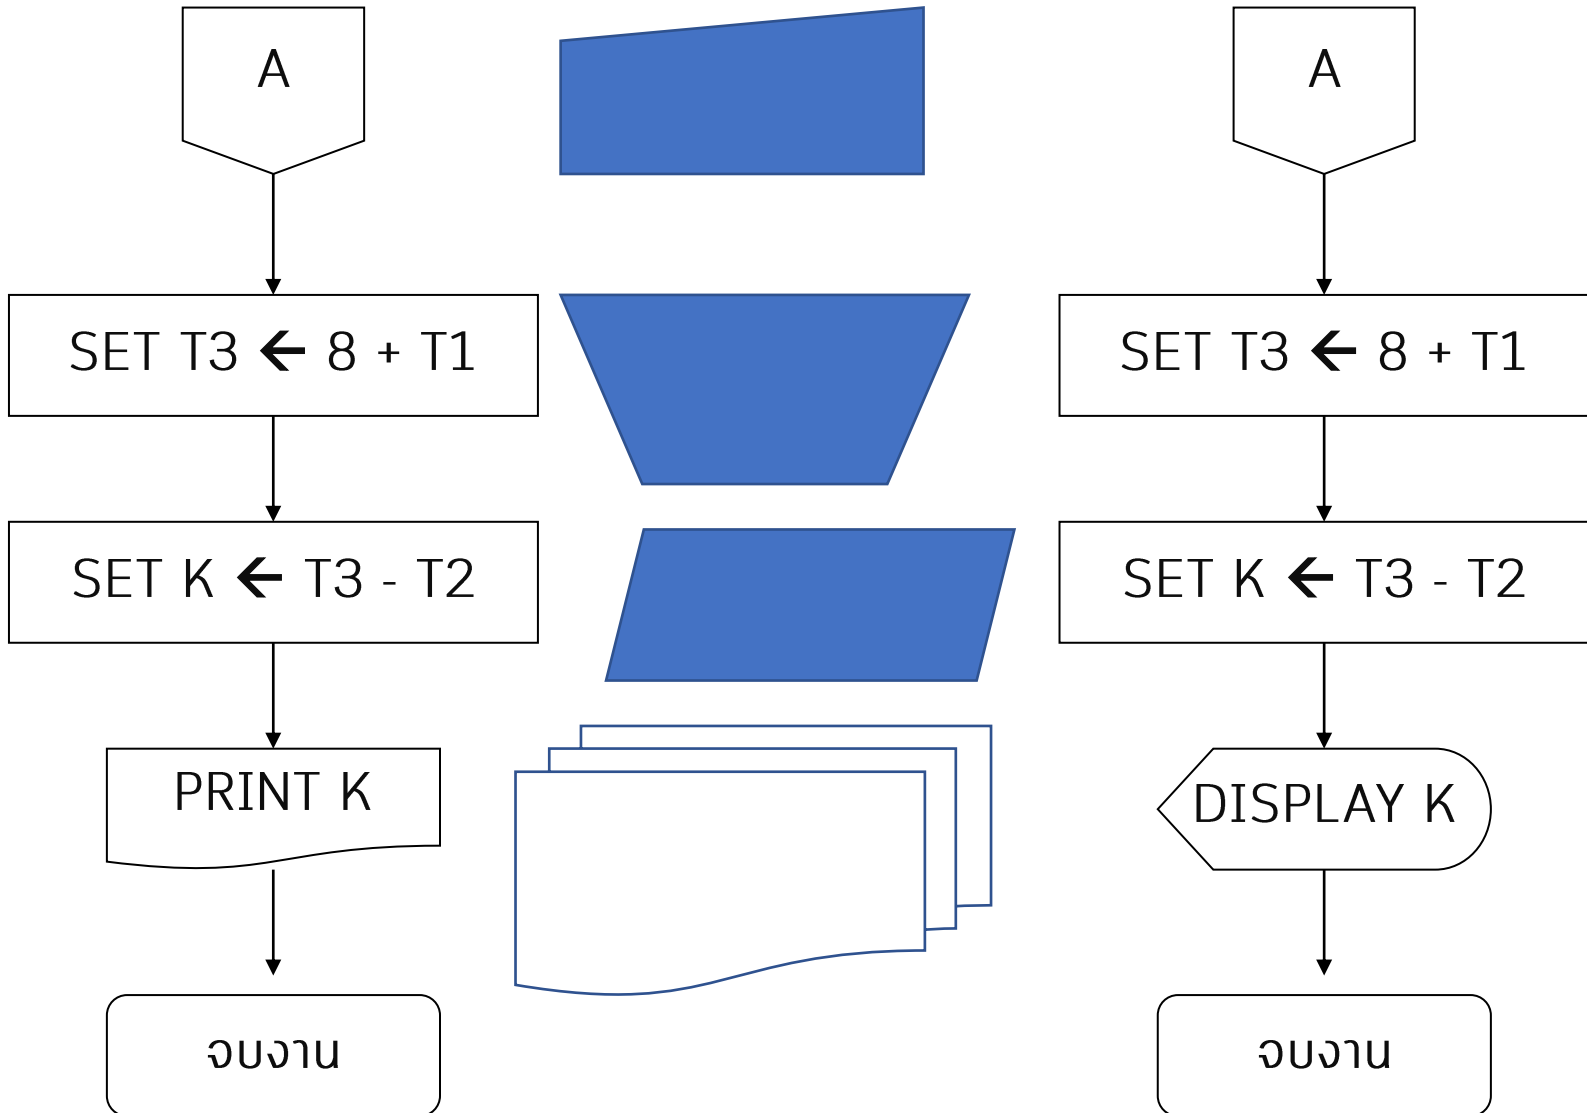 A
SET T3 ← 8 + T1
SET K ← T3 - T2
PRINT K
จบงาน
A
SET T3 ← 8 + T1
SET K ← T3 - T2
DISPLAY K
จบงาน